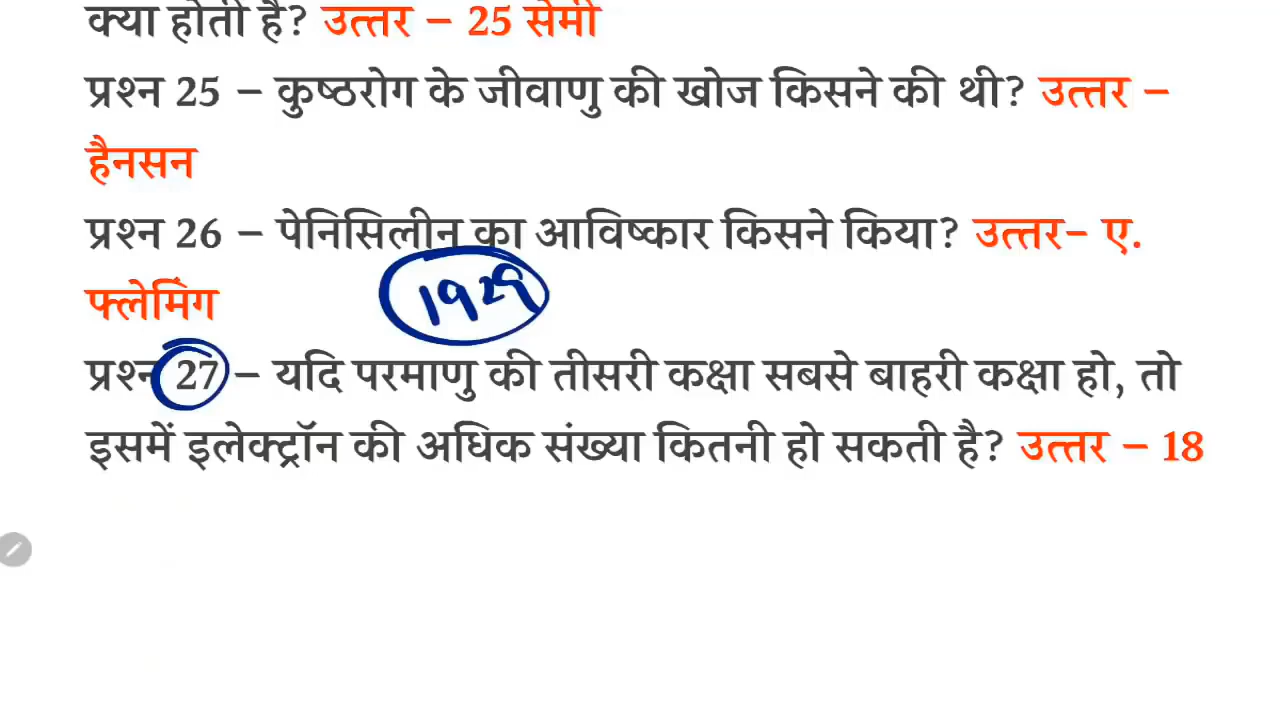 क्या होती है? उत्तर – 25 सेमी
प्रश्न 25 – कुष्ठरोग के जीवाणु की खोज किसने की थी? उत्तर –
हैनसन
प्रश्न 26 – पेनिसिलीन का आविष्कार किसने किया? उत्तर– ए.
फ्लेमिंग
1929
प्रश्न 27 – यदि परमाणु की तीसरी कक्षा सबसे बाहरी कक्षा हो, तो
इसमें इलेक्ट्रॉन की अधिक संख्या कितनी हो सकती है? उत्तर – 18